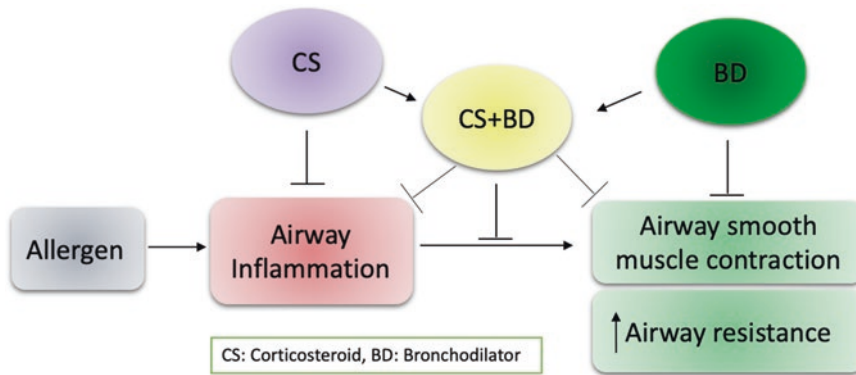 CS
BD
CS+BD
Allergen
Airway
Inflammation
Airway smooth
muscle contraction
↑Airway resistance
CS: Corticosteroid, BD: Bronchodilator